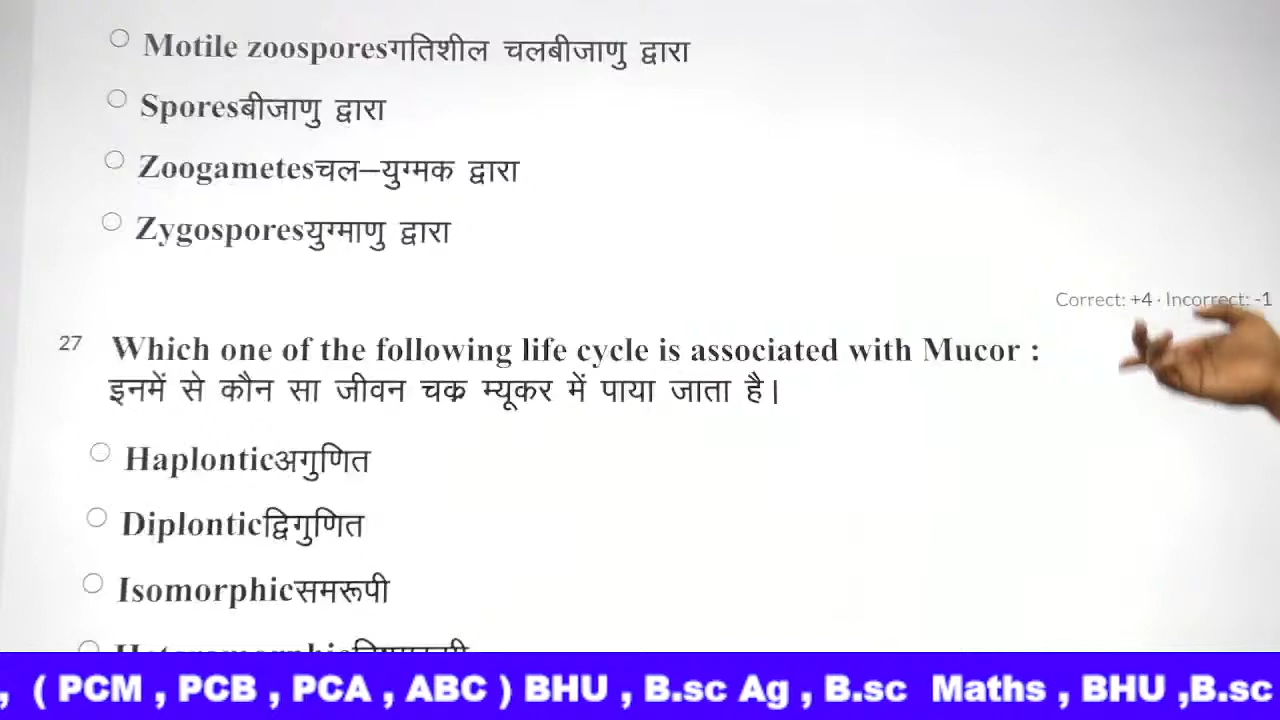 Motile zoosporesगतिशील चलबीजाणु द्वारा
Sporesबीजाणु द्वारा
Zoogametesचल–युग्मक द्वारा
Zygosporesयुग्माणु द्वारा
Correct: +4 · Incorrect: -1
27 Which one of the following life cycle is associated with Mucor :
इनमें से कौन सा जीवन चक्र म्यूकर में पाया जाता है।
Haplonticअगुणित
Diplonticद्विगुणित
Isomorphicसमरूपी
, ( PCM , PCB , PCA , ABC ) BHU , B.sc Ag , B.sc Maths , BHU ,B.sc